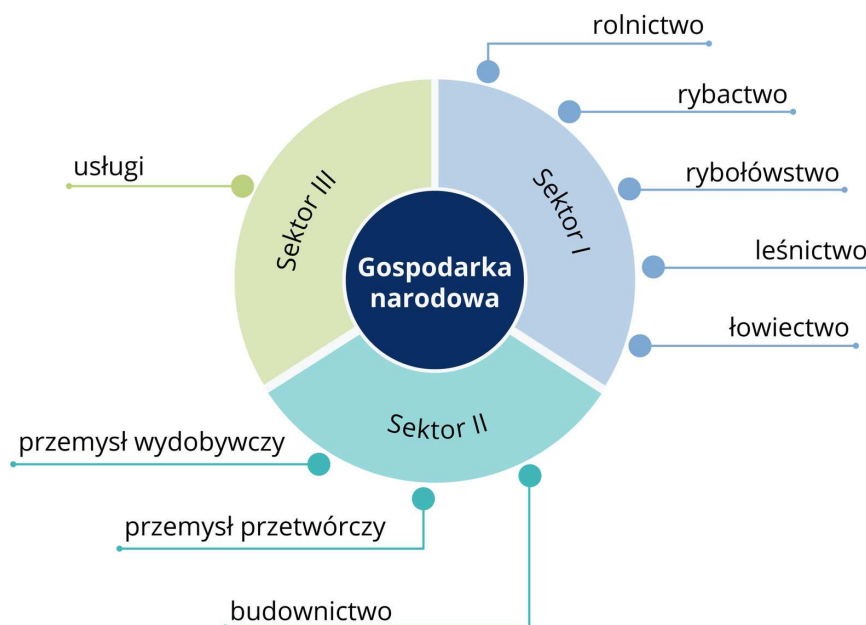 rolnictwo
rybactwo
rybołówstwo
leśnictwo
łowiectwo
usługi
Sektor III
Sektor I
Gospodarka
narodowa
Sektor II
przemysł wydobywczy
przemysł przetwórczy
budownictwo